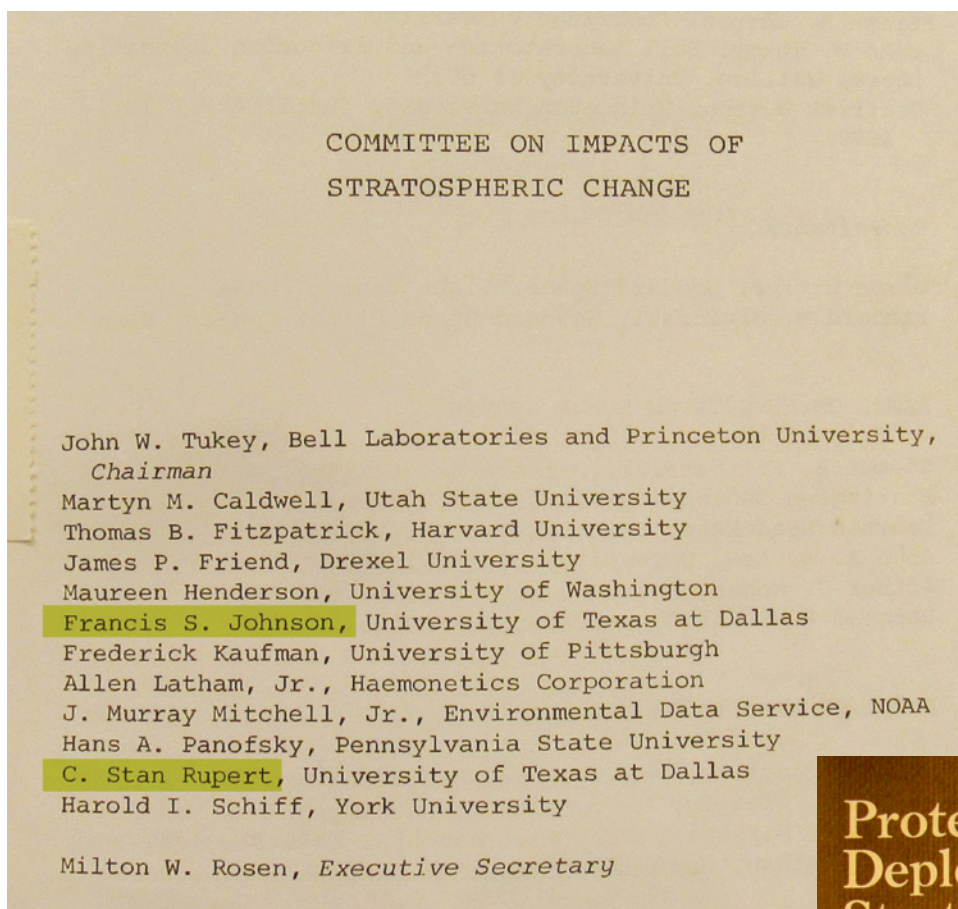 COMMITTEE ON IMPACTS OF
STRATOSPHERIC CHANGE
John W. Tukey, Bell Laboratories and Princeton University,
Chairman
Martyn M. Caldwell, Utah State University
Thomas B. Fitzpatrick, Harvard University
James P. Friend, Drexel University
Maureen Henderson, University of Washington
Francis S. Johnson, University of Texas at Dallas
Frederick Kaufman, University of Pittsburgh
Allen Latham, Jr., Haemonetics Corporation
J. Murray Mitchell, Jr., Environmental Data Service, NOAA
Hans A. Panofsky, Pennsylvania State University
C. Stan Rupert, University of Texas at Dallas
Harold I. Schiff, York University
Milton W. Rosen, Executive Secretary
Prote
Deple